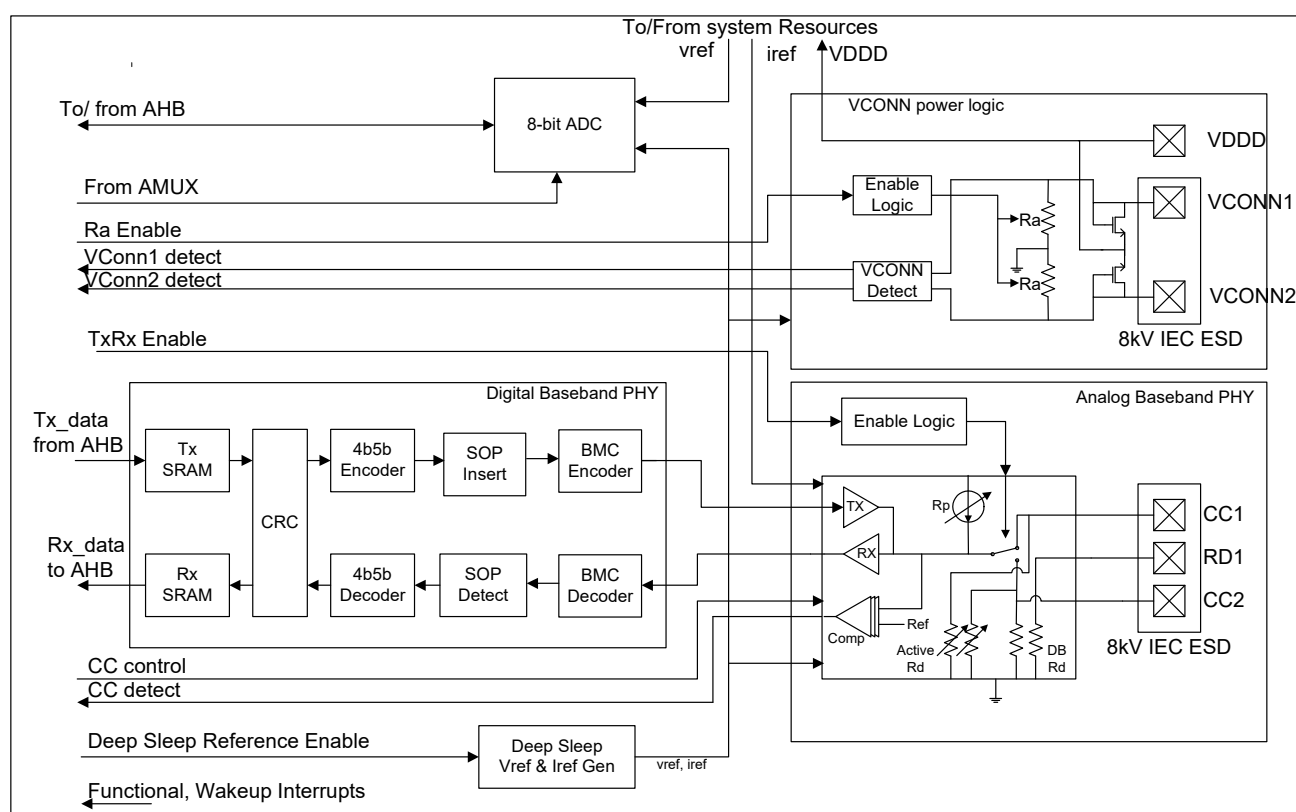 To/From system Resources
vref
iref
VDDD
VCONN power logic
To/ from AHB
8-bit ADC
VDDD
From AMUX
Enable
Logic
Ra
VCONN1
Ra Enable
VConn1 detect
VConn2 detect
VCONN
Detect
Ra
VCONN2
8kV IEC ESD
TxRx Enable
Digital Baseband PHY
Analog Baseband PHY
Tx_data
from AHB
Tx
SRAM
CRC
4b5b
Encoder
SOP
Insert
BMC
Encoder
Enable Logic
TX
Rp
CC1
Rx_data
to AHB
Rx
SRAM
4b5b
Decoder
SOP
Detect
BMC
Decoder
RX
RD1
CC2
Comp
Ref
Active
Rd
DB
Rd
8kV IEC ESD
CC control
CC detect
Deep Sleep Reference Enable
Deep Sleep
Vref & Iref Gen
vref, iref
Functional, Wakeup Interrupts